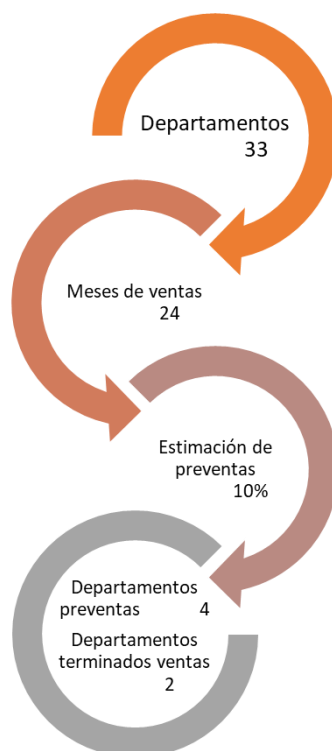 Departamentos
33
Meses de ventas
24
Estimación de
preventas
10%
Departamentos
preventas 4
Departamentos
terminados ventas
2